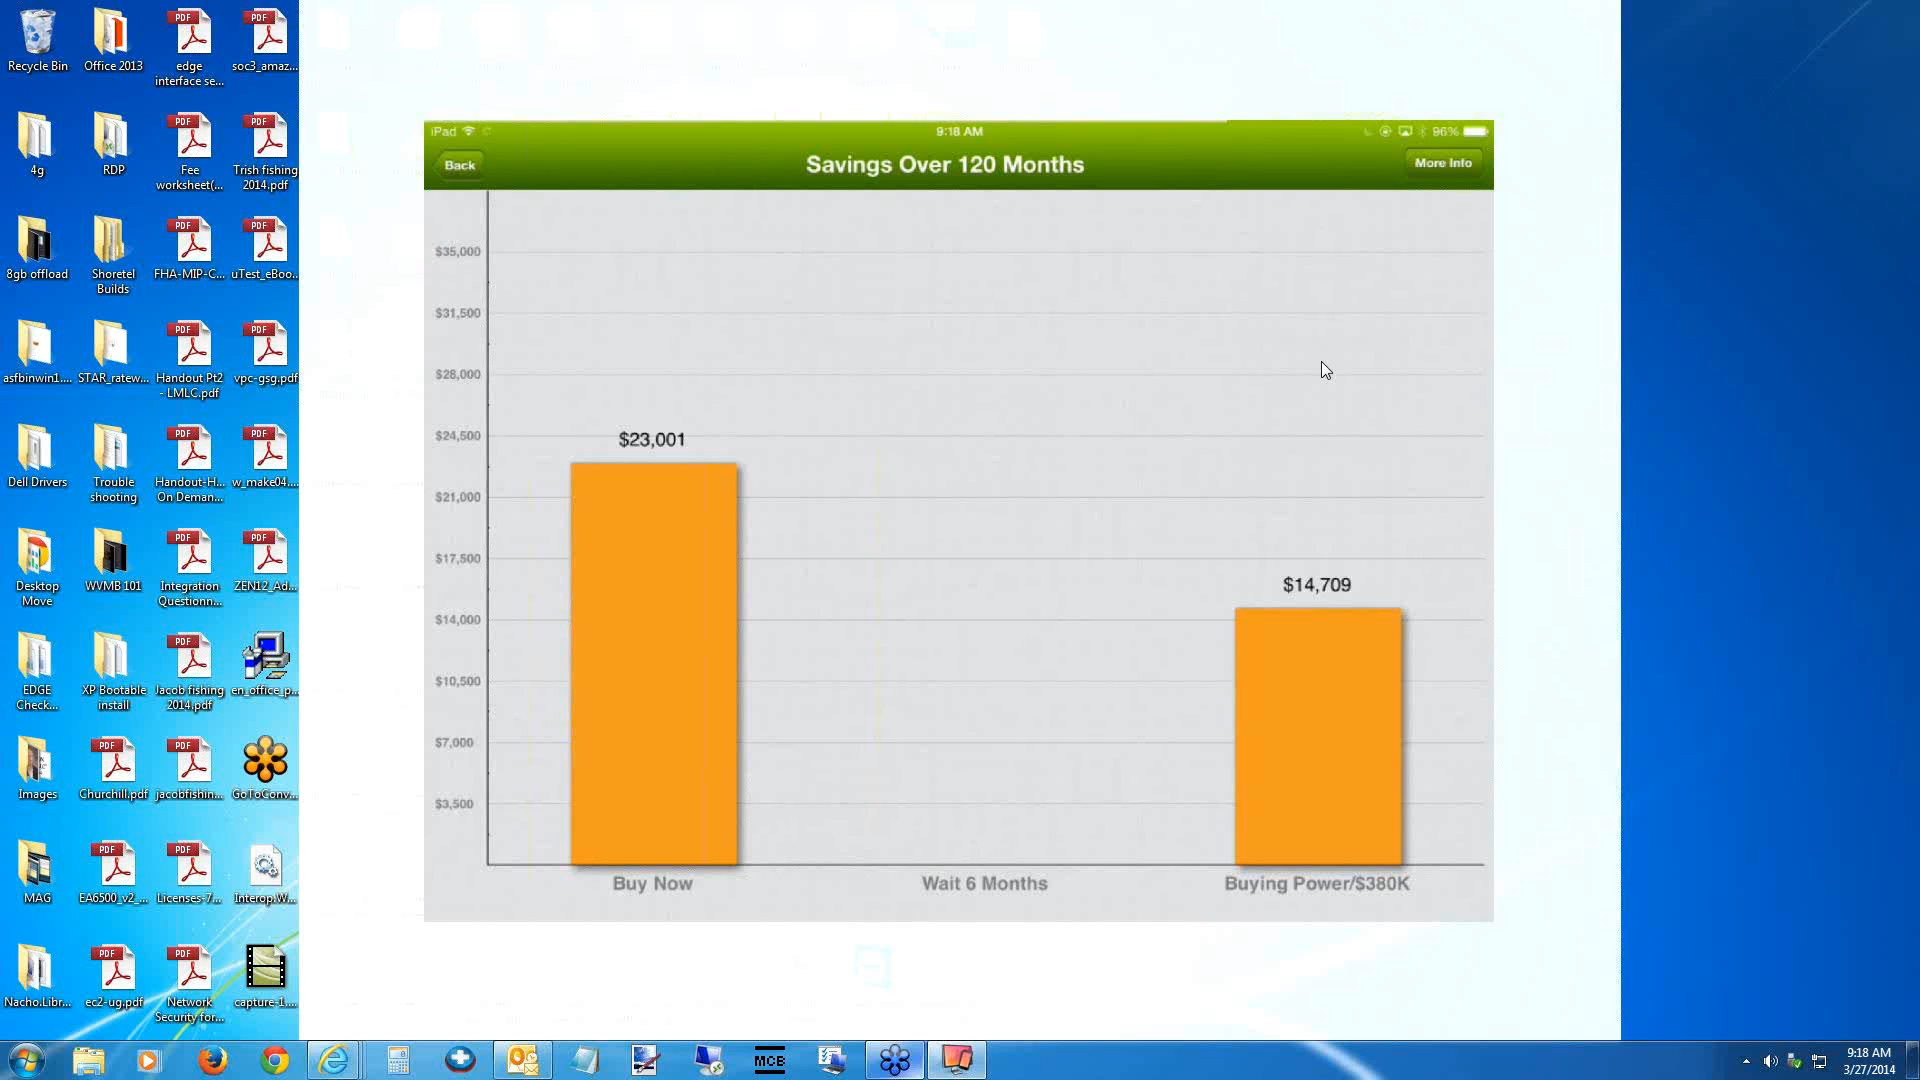 Recycle Bin
Office 2013
edge
interface se...
soc3_amaz...
4g
RDP
Fee
worksheet(...
Trish fishing
2014.pdf
8gb offload
Shoretel
Builds
FHA-MIP-C...
uTest_eBoo...
asfbinwin1....
STAR_ratew...
Handout Pt2
- LMLC.pdf
vpc-gsg.pdf
Dell Drivers
Trouble
shooting
Handout-H...
On Deman...
w_make04....
Desktop
Move
WVMB 101
Integration
Questionn...
ZEN12_Ad...
EDGE
Check...
XP Bootable
install
Jacob fishing
2014.pdf
en_office_p...
Images
Churchill.pdf
jacobfishin...
GoToConv...
MAG
EA6500_v2_...
Licenses-7...
Interop.W...
Nacho.Libr...
ec2-ug.pdf
Network
Security for...
capture-1....
iPad
9:18 AM
96%
Back
Savings Over 120 Months
More Info
$35,000
$31,500
$28,000
$24,500
$21,000
$17,500
$14,000
$10,500
$7,000
$3,500
$23,001
$14,709
Buy Now
Wait 6 Months
Buying Power/$380K
MCB
9:18 AM
3/27/2014